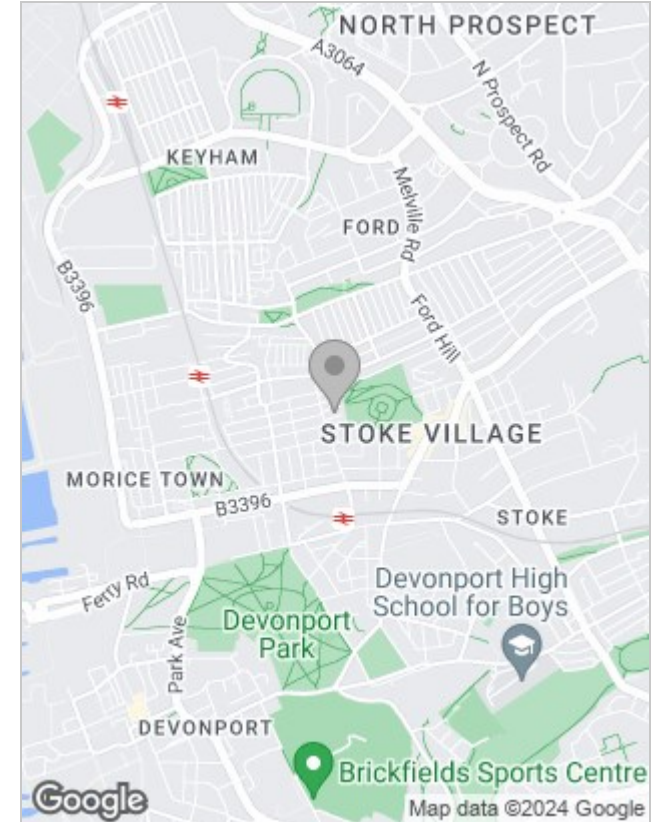 NORTH PROSPECT
A3064
N Prospect Rd
KEYHAM
Melville Rd
FORD
B3396
Ford Hill
STOKE VILLAGE
MORICE TOWN
B3396
STOKE
Ferry Rd
Devonport High
School for Boys
Devonport
Park
Park Ave
DEVONPORT
Brickfields Sports Centre
Google
Map data ©2024 Google